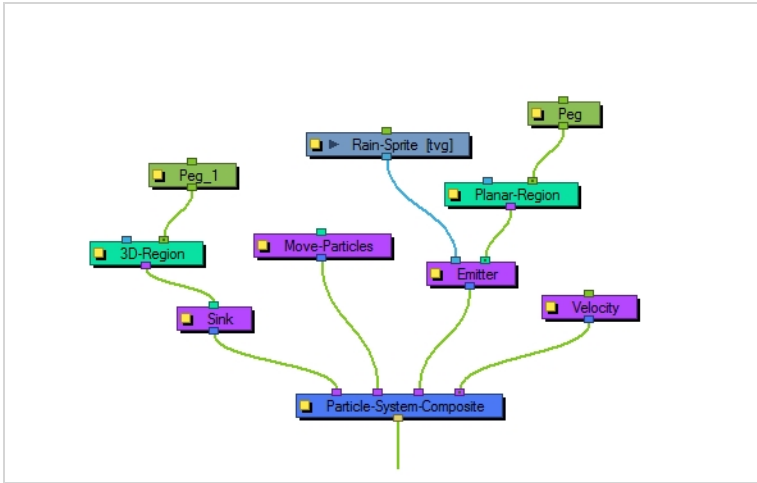 Peg
Rain-Sprite [tvg]
Peg_1
Planar-Region
3D-Region
Move-Particles
Emitter
Sink
Velocity
Particle-System-Composite